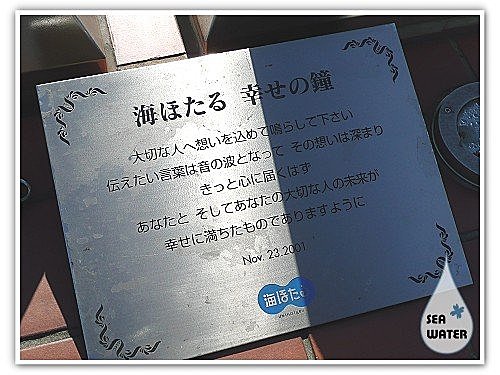 海ほたる 幸せの鐘
大切な人へ想いを込めて鳴らして下さい
伝えたい言葉は音の波となって その想いは深まり
きっと心に届くはず
あなたと そしてあなたの大切な人の未来が
幸せに満ちたものでありますように
Nov. 23.2001
海ほたる
SEA
WATER